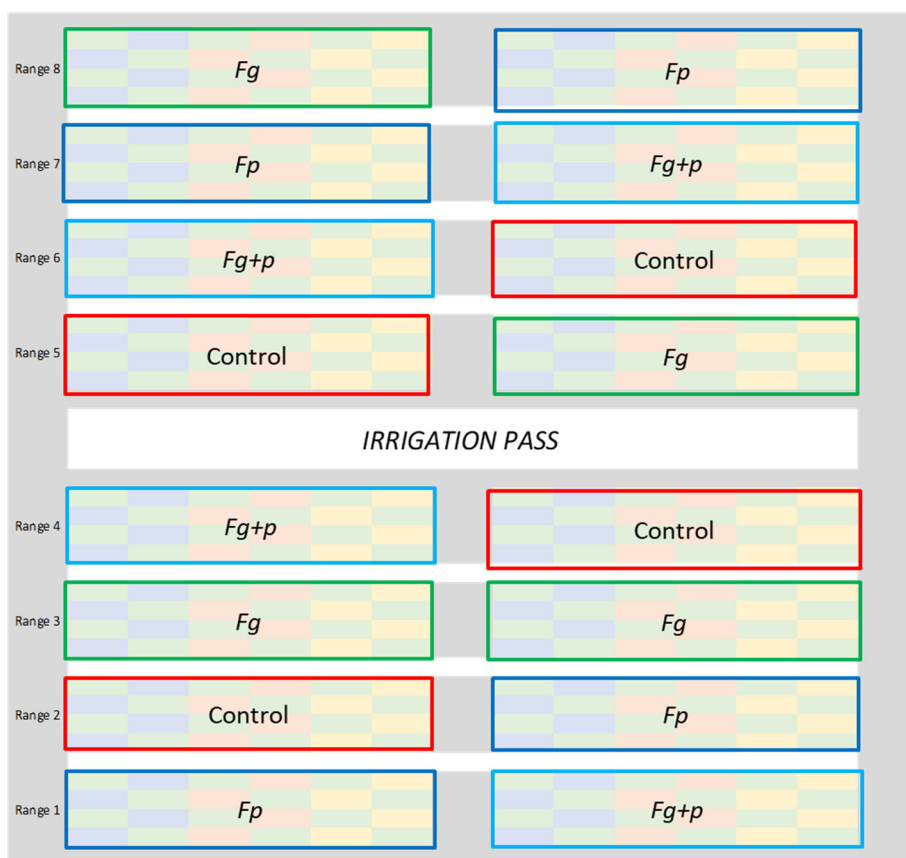 Range 8 Fg Fp
Range 7 Fp Fg+p
Range 6 Fg+p Control
Range 5 Control Fg
IRRIGATION PASS
Range 4 Fg+p Control
Range 3 Fg Fg
Range 2 Control Fp
Range 1 Fp Fg+p